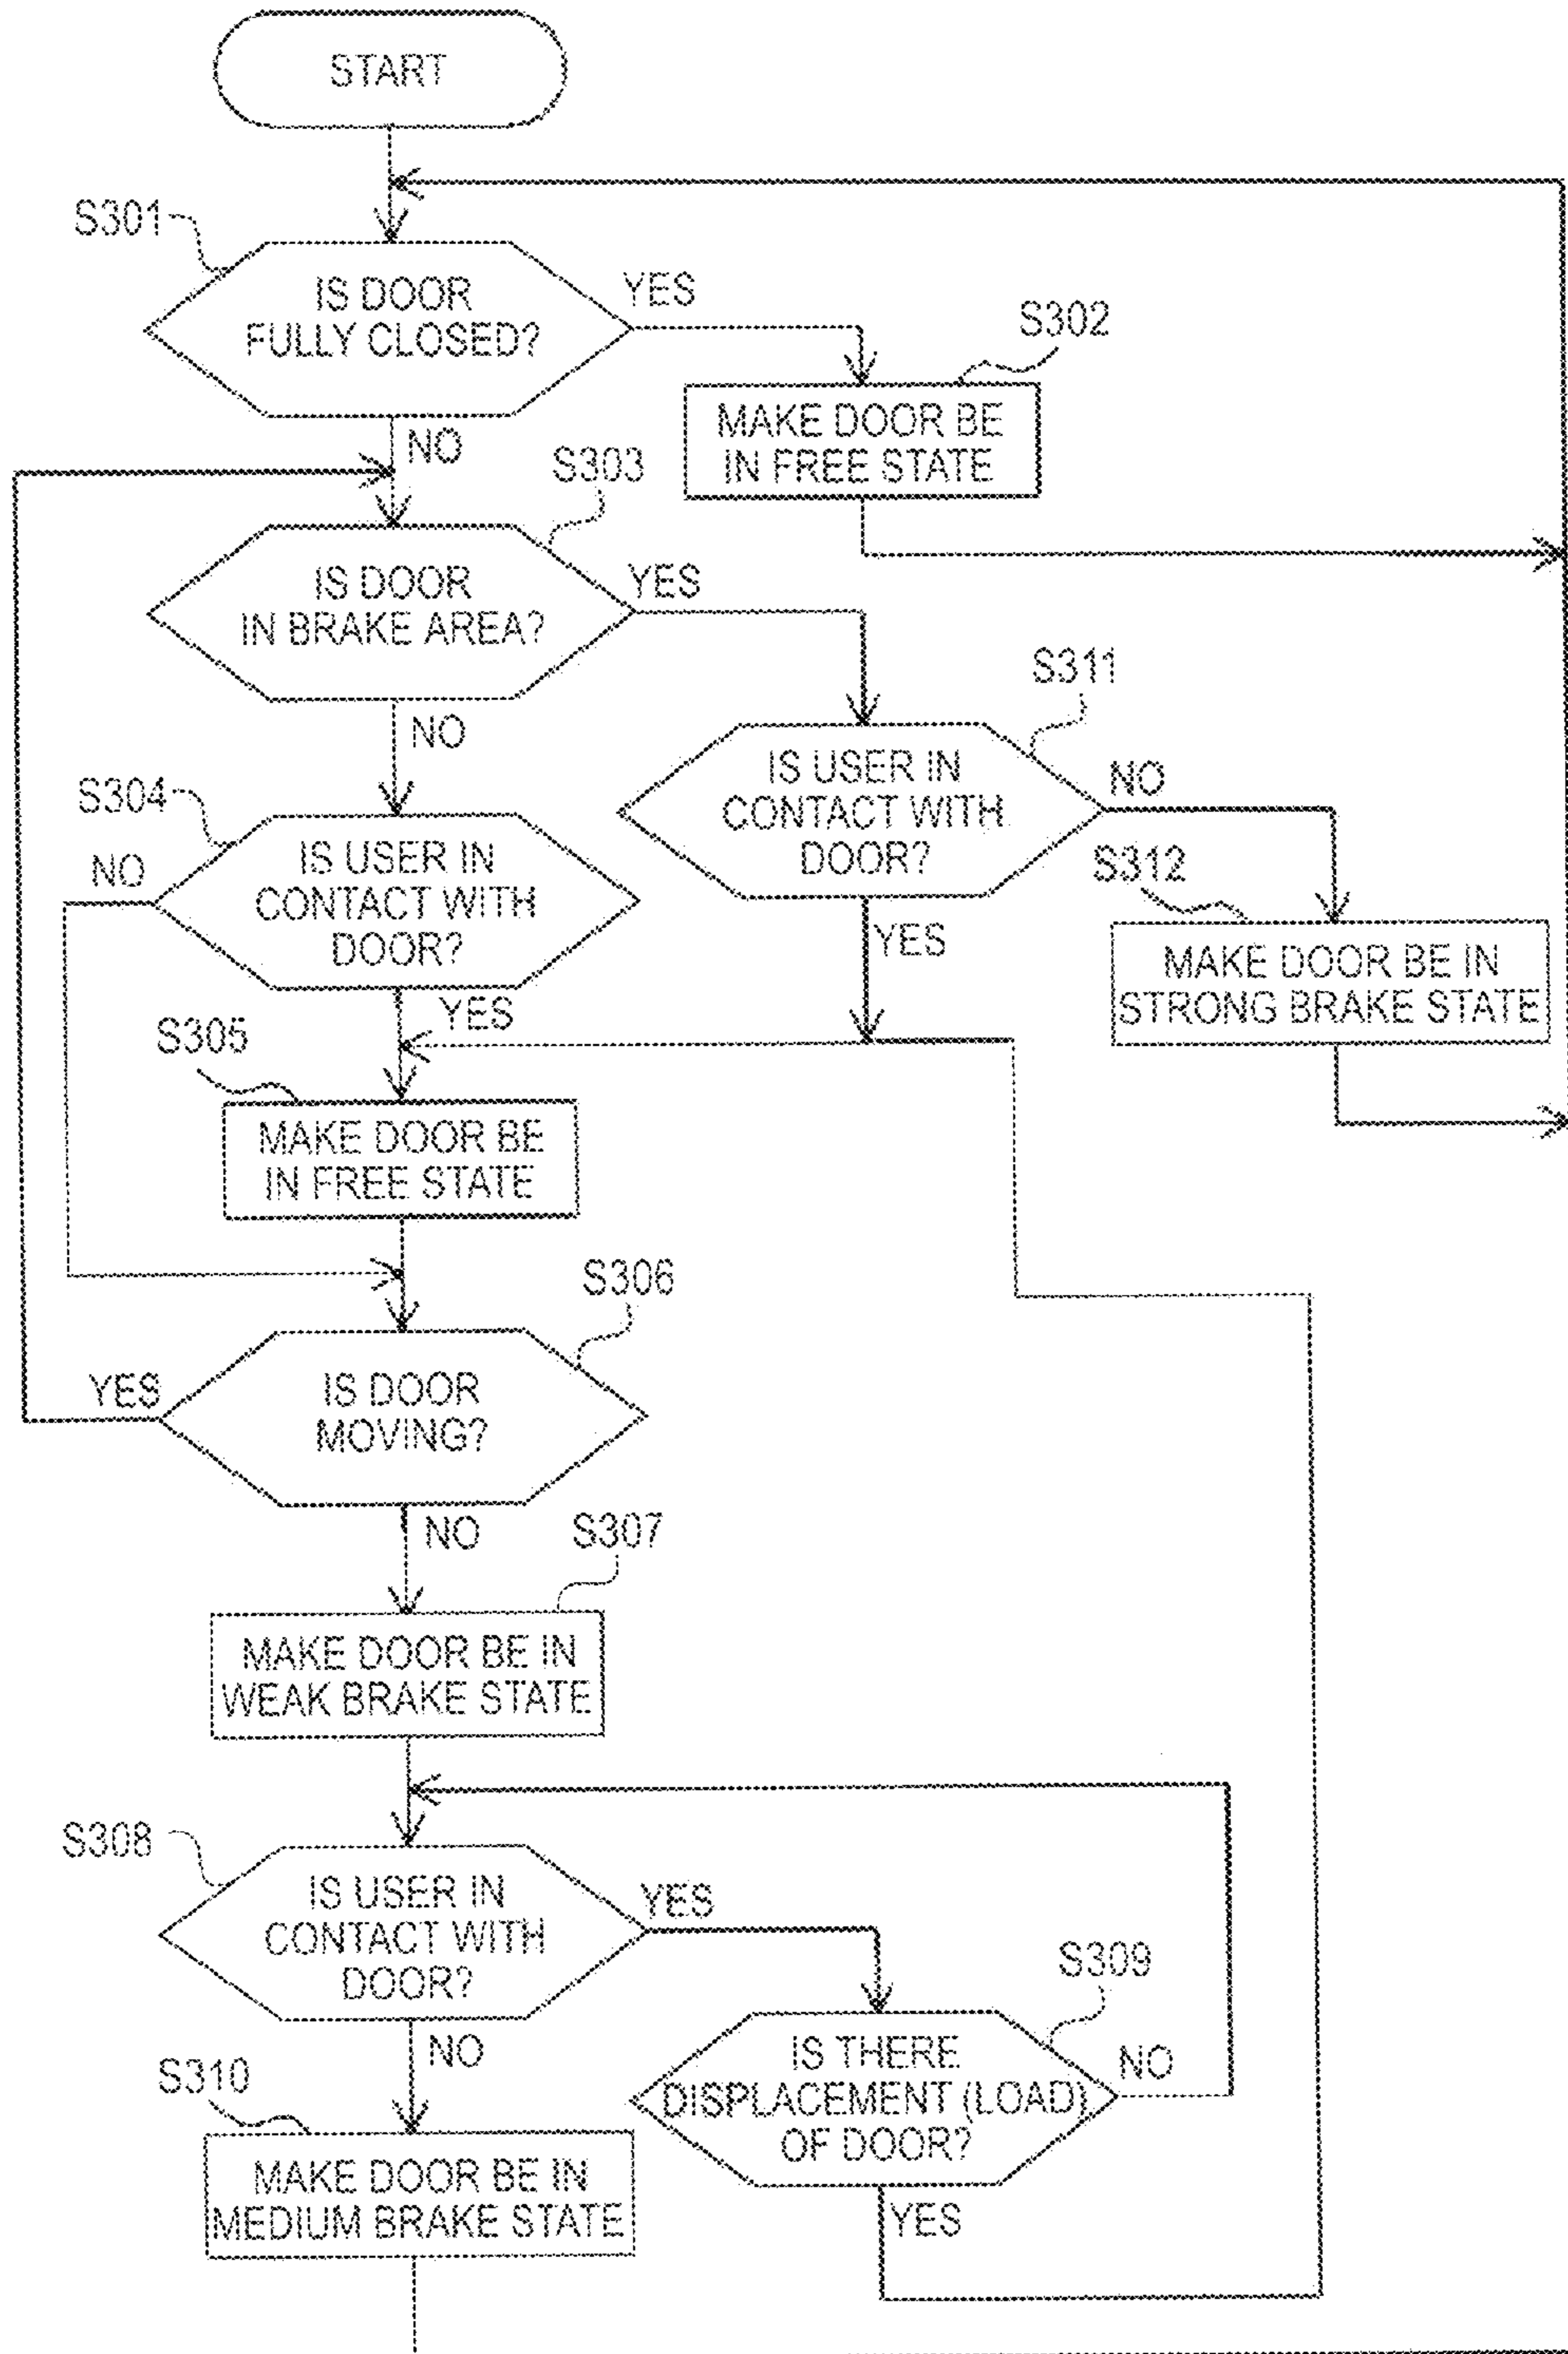 START
S301
IS DOOR
FULLY CLOSED?
YES
S302
MAKE DOOR BE
IN FREE STATE
NO
S303
IS DOOR
IN BRAKE AREA?
YES
S311
NO
IS USER IN
CONTACT WITH
DOOR?
NO
S304
NO
IS USER IN
CONTACT WITH
DOOR?
S312
YES
MAKE DOOR BE IN
STRONG BRAKE STATE
YES
S305
MAKE DOOR BE
IN FREE STATE
S306
YES
IS DOOR
MOVING?
NO
S307
MAKE DOOR BE IN
WEAK BRAKE STATE
S308
IS USER IN
CONTACT WITH
DOOR?
YES
S309
NO
IS THERE
DISPLACEMENT (LOAD)
OF DOOR?
NO
S310
MAKE DOOR BE IN
MEDIUM BRAKE STATE
YES